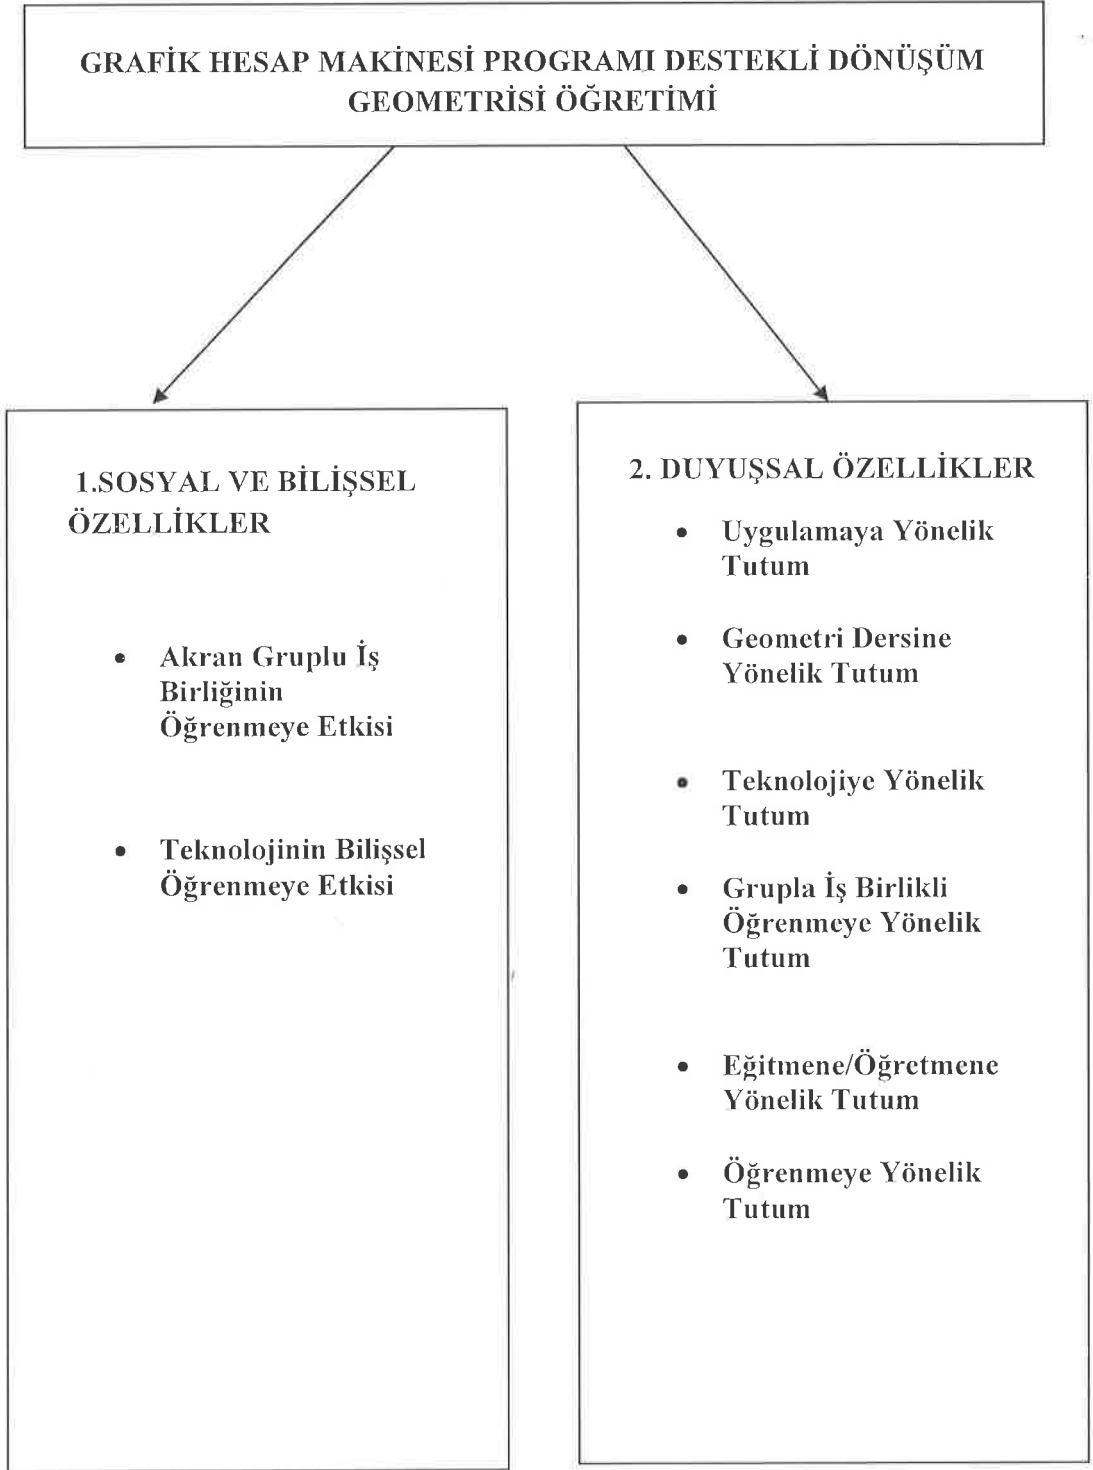 GRAFİK HESAP MAKİNESİ PROGRAMI DESTEKLİ DÖNÜŞÜM
GEOMETRİSİ ÖĞRETİMİ
1.SOSYAL VE BİLİŞSEL
ÖZELLİKLER
• Akran Gruplu İş
Birliğinin
Öğrenmeye Etkisi
• Teknolojinin Bilişsel
Öğrenmeye Etkisi
2. DUYUŞSAL ÖZELLİKLER
• Uygulamaya Yönelik
Tutum
• Geometri Dersine
Yönelik Tutum
• Teknolojiye Yönelik
Tutum
• Grupla İş Birlikli
Öğrenmeye Yönelik
Tutum
• Eğitmene/Öğretmene
Yönelik Tutum
• Öğrenmeye Yönelik
Tutum